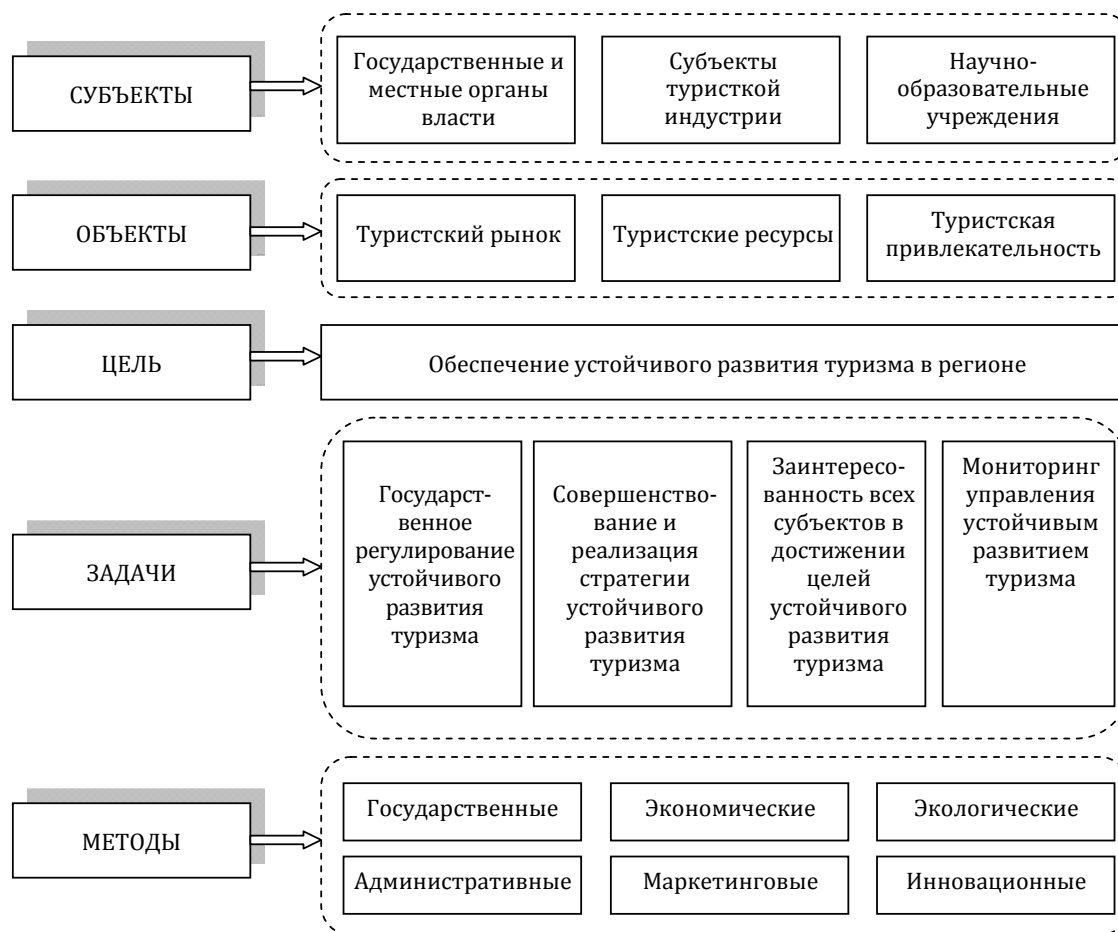 СУБЪЕКТЫ
Государственные и
местные органы
власти
Субъекты
туристкой
индустрии
Научно-
образовательные
учреждения
ОБЪЕКТЫ
Туристский рынок
Туристские ресурсы
Туристская
привлекательность
ЦЕЛЬ
Обеспечение устойчивого развития туризма в регионе
ЗАДАЧИ
Государст-
венное
регулирование
устойчивого
развития
туризма
Совершенство-
вание и
реализация
стратегии
устойчивого
развития
туризма
Заинтересо-
ованность всех
субъектов в
достижении
целей
устойчивого
развития
туризма
Мониторинг
управления
устойчивым
развитием
туризма
МЕТОДЫ
Государственные
Экономические
Экологические
Административные
Маркетинговые
Инновационные